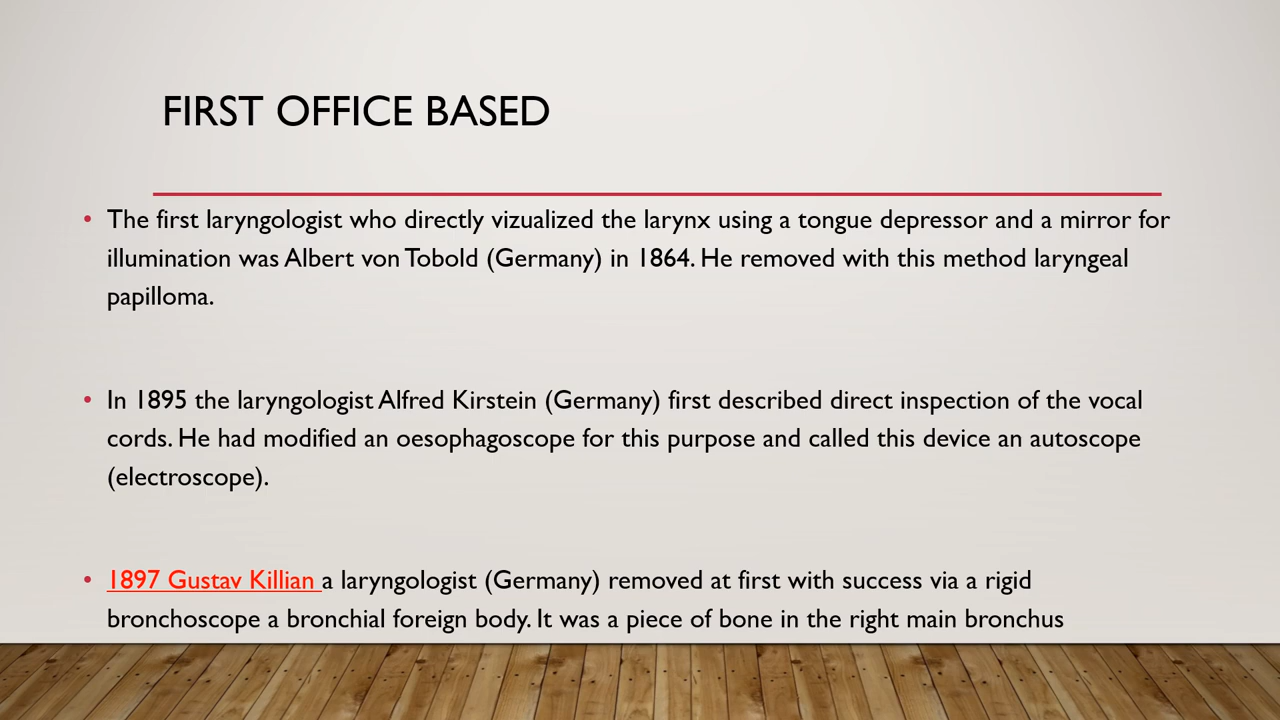 FIRST OFFICE BASED
• The first laryngologist who directly vizualized the larynx using a tongue depressor and a mirror for
illumination was Albert von Tobold (Germany) in 1864. He removed with this method laryngeal
papilloma.
• In 1895 the laryngologist Alfred Kirstein (Germany) first described direct inspection of the vocal
cords. He had modified an oesophagoscope for this purpose and called this device an autoscope
(electroscope).
• 1897 Gustav Killian a laryngologist (Germany) removed at first with success via a rigid
bronchoscope a bronchial foreign body. It was a piece of bone in the right main bronchus